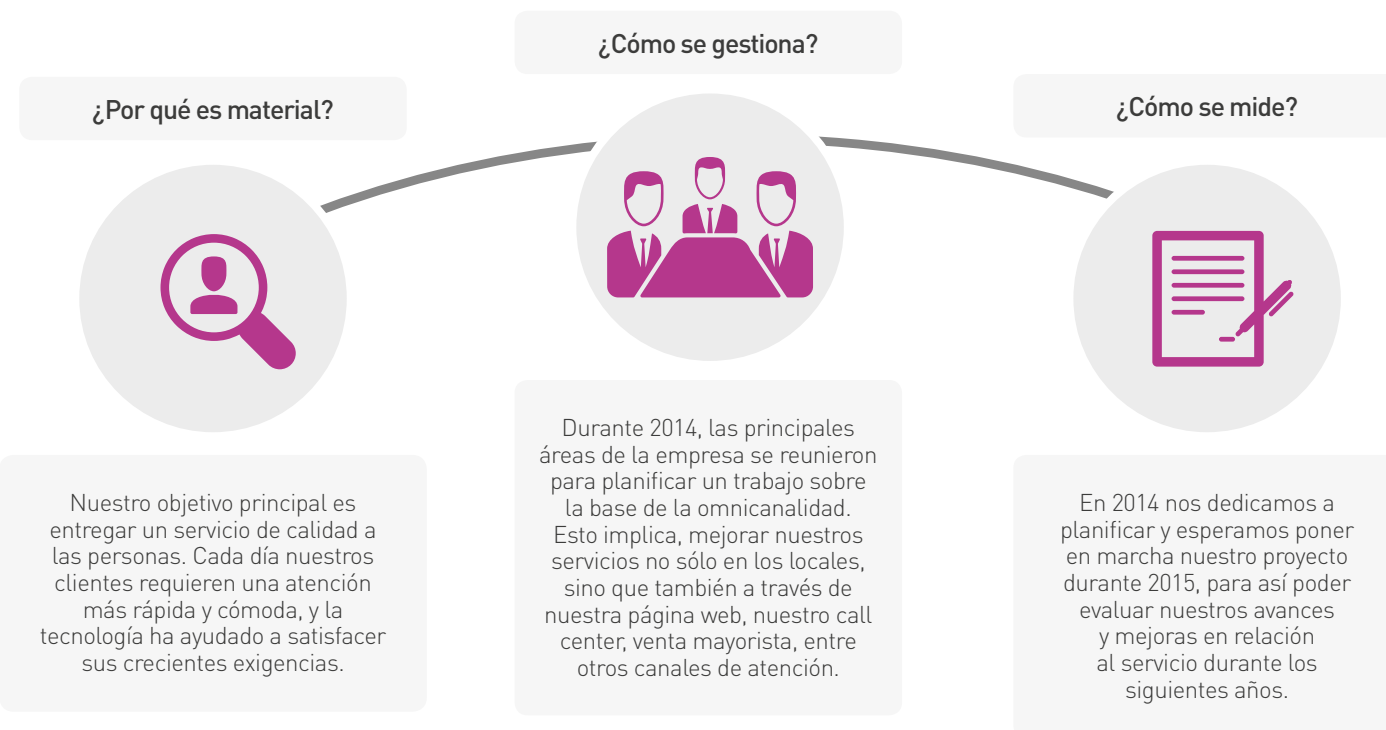 ¿Por qué es material?
Nuestro objetivo principal es
entregar un servicio de calidad a
las personas. Cada día nuestros
clientes requieren una atención
más rápida y cómoda, y la
tecnología ha ayudado a satisfacer
sus crecientes exigencias.
¿Cómo se gestiona?
Durante 2014, las principales
áreas de la empresa se reunieron
para planificar un trabajo sobre
la base de la omnicanalidad.
Esto implica, mejorar nuestros
servicios no sólo en los locales,
sino que también a través de
nuestra página web, nuestro call
center, venta mayorista, entre
otros canales de atención.
¿Cómo se mide?
En 2014 nos dedicamos a
planificar y esperamos poner
en marcha nuestro proyecto
durante 2015, para así poder
evaluar nuestros avances
y mejoras en relación
al servicio durante los
siguientes años.